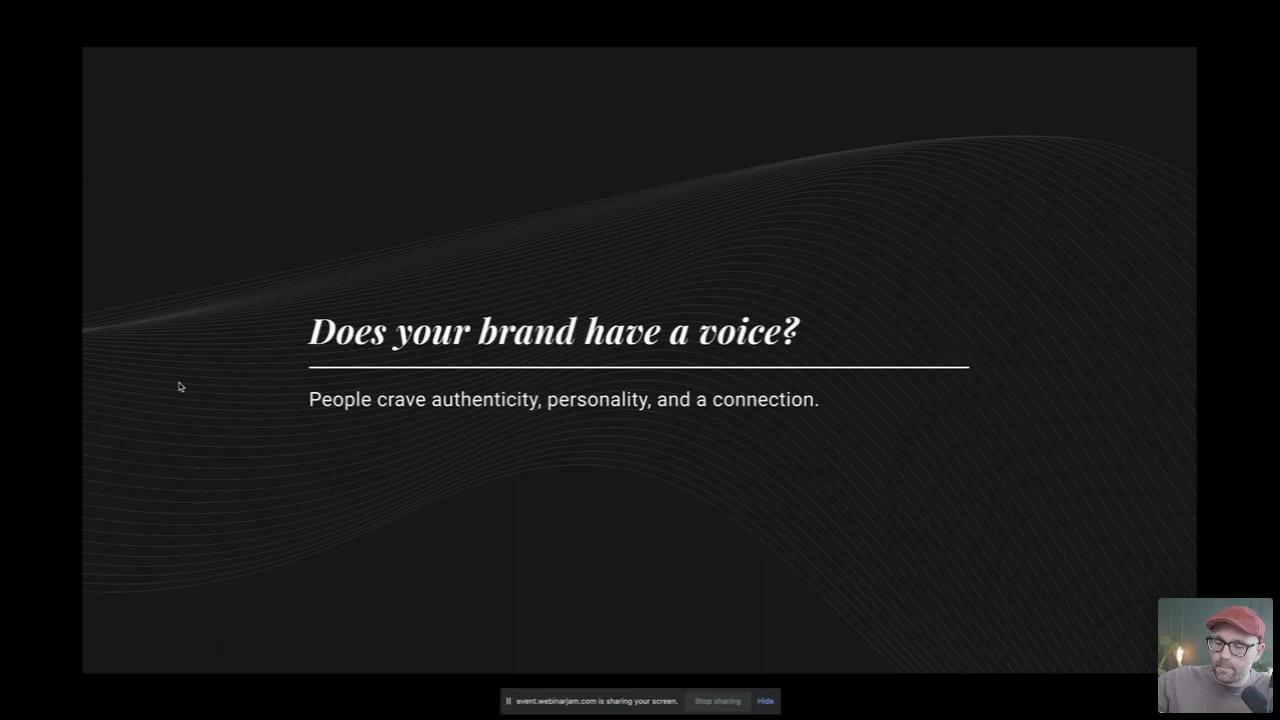 Does your brand have a voice?
People crave authenticity, personality, and a connection.
event.webinarjam.com is sharing your screen. Stop sharing Hide